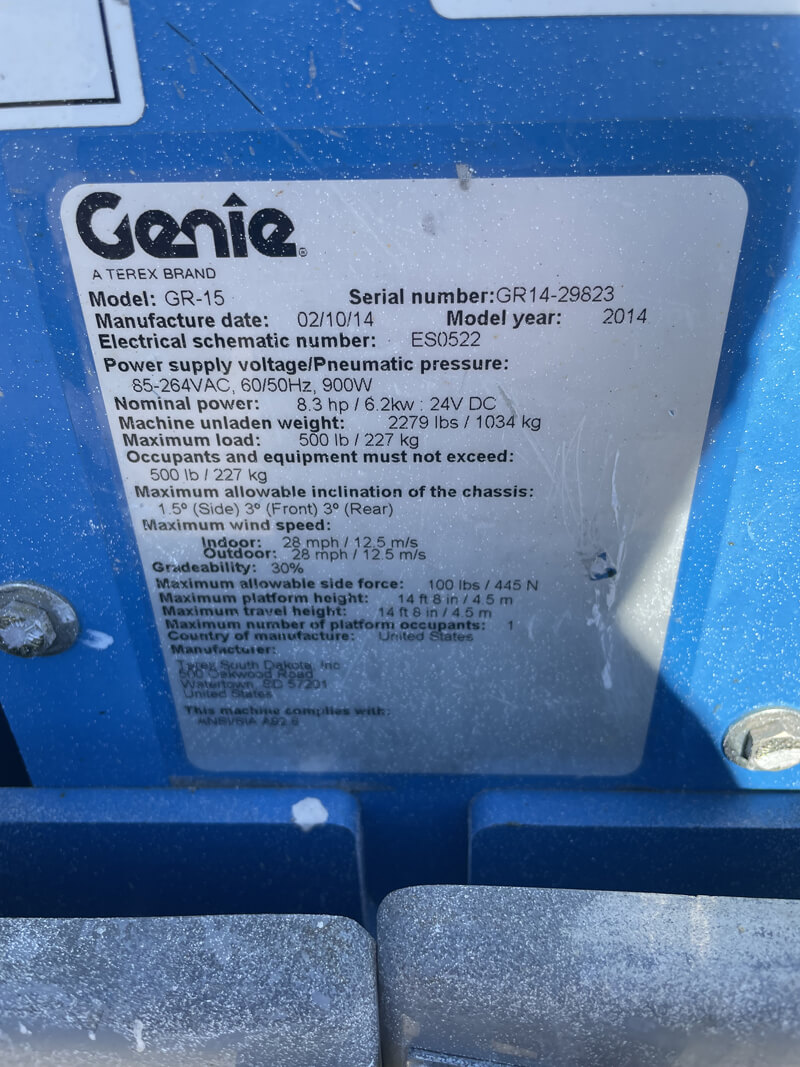 Genie®
A TEREX BRAND
Model: GR-15 Serial number:GR14-29823
Manufacture date: 02/10/14 Model year: 2014
Electrical schematic number: ES0522
Power supply voltage/Pneumatic pressure:
85-264VAC, 60/50Hz, 900W
Nominal power: 8.3 hp / 6.2kw : 24V DC
Machine unladen weight: 2279 lbs / 1034 kg
Maximum load: 500 lb / 227 kg
Occupants and equipment must not exceed:
500 lb / 227 kg
Maximum allowable inclination of the chassis:
1.5º (Side) 3º (Front) 3º (Rear)
Maximum wind speed:
Indoor: 28 mph / 12.5 m/s
Outdoor: 28 mph / 12.5 m/s
Gradeability: 30%
Maximum allowable side force: 100 lbs / 445 N
Maximum platform height: 14 ft 8 in / 4.5 m
Maximum travel height: 14 ft 8 in / 4.5 m
Maximum number of platform occupants: 1
Country of manufacture: United States
Manufacturer:
Terex South Dakota, Inc
500 Oakwood Road
Watertown, SD 57201
United States
This machine complies with:
ANSI/SIA A92.6